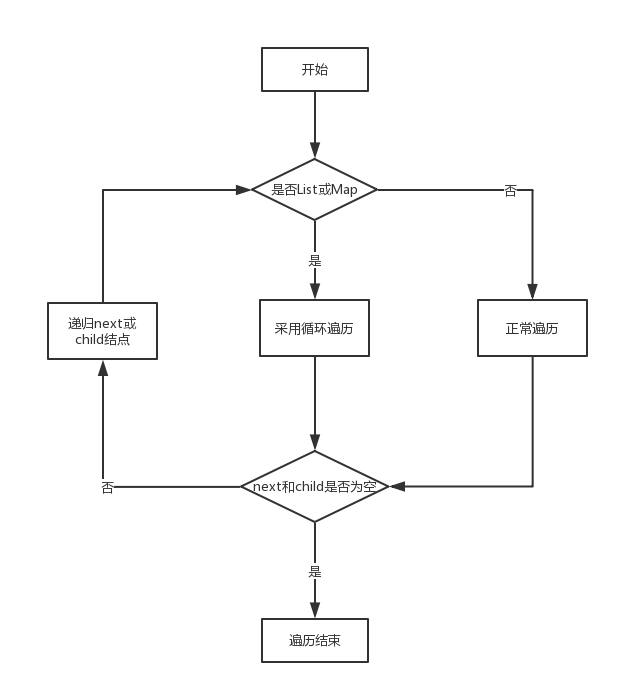 开始
是否List或Map
否
是
递归next或
child结点
采用循环遍历
正常遍历
next和child是否为空
否
是
遍历结束